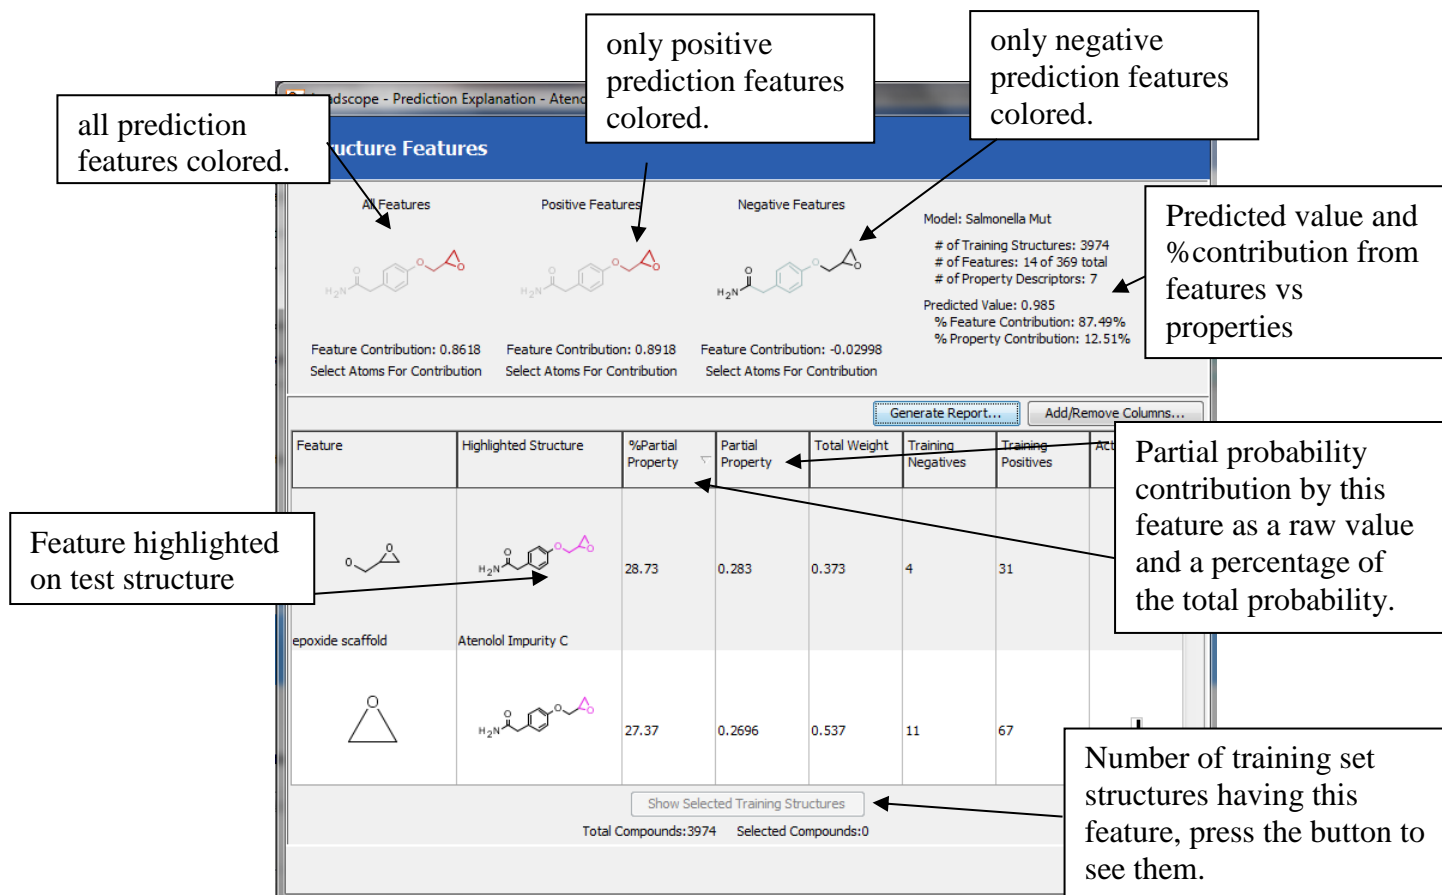 only positive
prediction features
colored.
only negative
prediction features
colored.
all prediction
features colored.
Predicted value and
%contribution from
features vs
properties
dscope - Prediction Explanation - Aten
ucture Features
All Features
Positive Features
Negative Features
Model: Salmonella Mut
# of Training Structures: 3974
# of Features: 14 of 369 total
# of Property Descriptors: 7
Predicted Value: 0.985
% Feature Contribution: 87.49%
% Property Contribution: 12.51%
O
O
O
H2N
O
O
O
H2N
O
O
O
H2N
Feature Contribution: 0.8618
Feature Contribution: 0.8918
Feature Contribution: -0.02998
Select Atoms For Contribution
Select Atoms For Contribution
Select Atoms For Contribution
Generate Report...
Add/Remove Columns...
Feature
Highlighted Structure
%Partial
Property
Partial
Property
Total Weight
Training
Negatives
Training
Positives
Act
Partial probability
contribution by this
feature as a raw value
and a percentage of
the total probability.
Feature highlighted
on test structure
O
O
O
O
O
H2N
28.73
0.283
0.373
4
31
epoxide scaffold
Atenolol Impurity C
O
O
O
O
H2N
27.37
0.2696
0.537
11
67
Number of training set
structures having this
feature, press the button to
see them.
Show Selected Training Structures
Total Compounds:3974
Selected Compounds:0